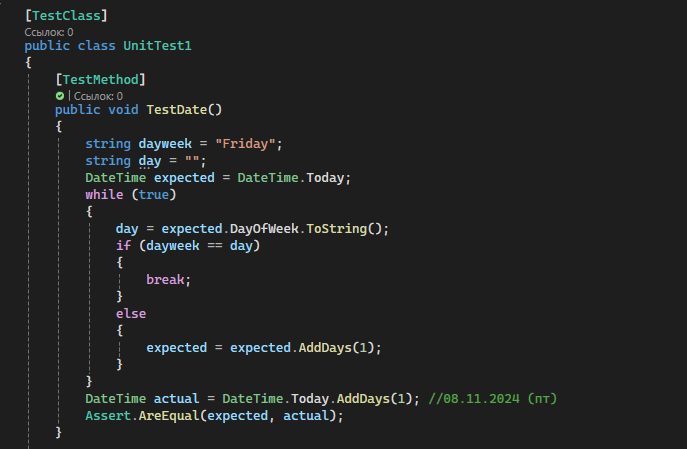 [TestClass]
Ссылок: 0
public class UnitTest1
{
[TestMethod]
| Ссылок: 0
public void TestDate()
{
string dayweek = "Friday";
string day = "";
DateTime expected = DateTime.Today;
while (true)
{
day = expected.DayOfWeek.ToString();
if (dayweek == day)
{
break;
}
else
{
expected = expected.AddDays(1);
}
}
DateTime actual = DateTime.Today.AddDays(1); //08.11.2024 (пт)
Assert.AreEqual(expected, actual);
}